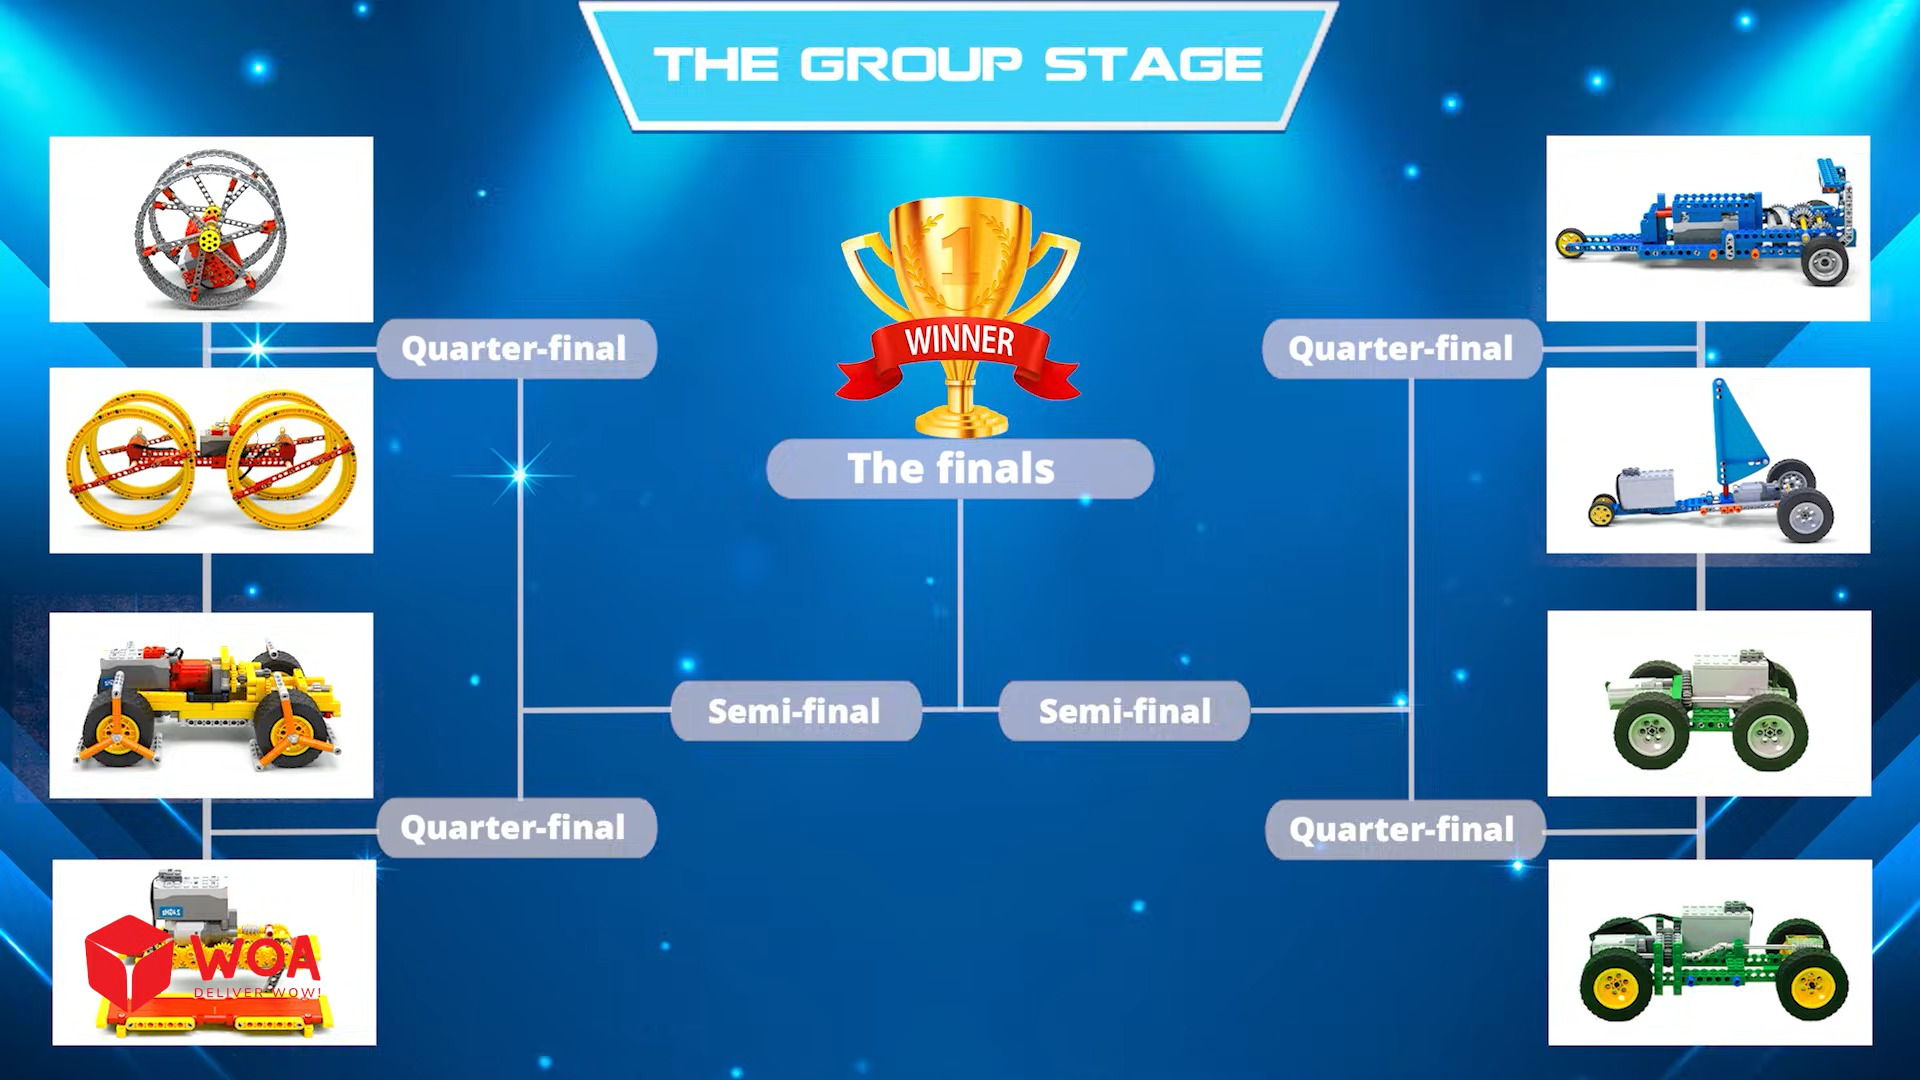 THE GROUP STAGE
1
WINNER
Quarter-final
Quarter-final
The finals
Semi-final
Semi-final
Quarter-final
Quarter-final
WOA
DELIVER WOW!